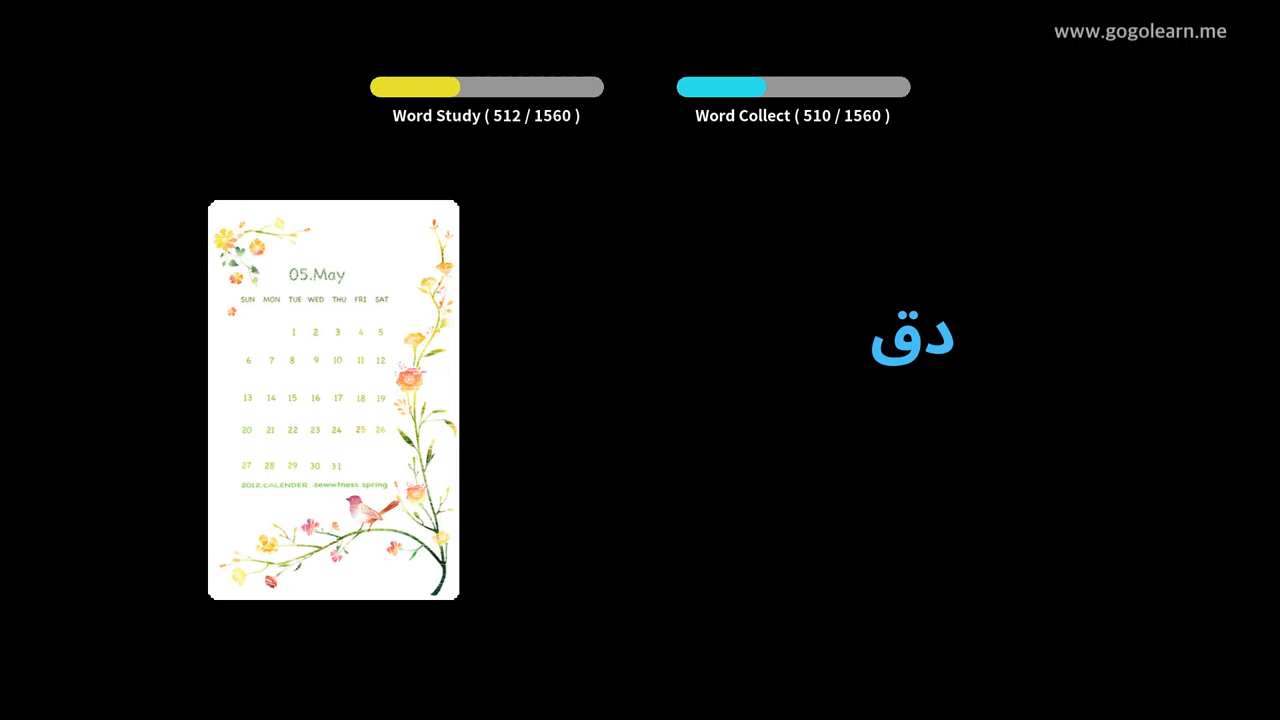 www.gogolearn.me
Word Study ( 512 / 1560 )
Word Collect ( 510 / 1560 )
05.May
SUN MON TUE WED THU FRI SAT
1 2 3 4 5
6 7 8 9 10 11 12
13 14 15 16 17 18 19
20 21 22 23 24 25 26
27 28 29 30 31
2012.CALENDER .sewwtness spring
دق